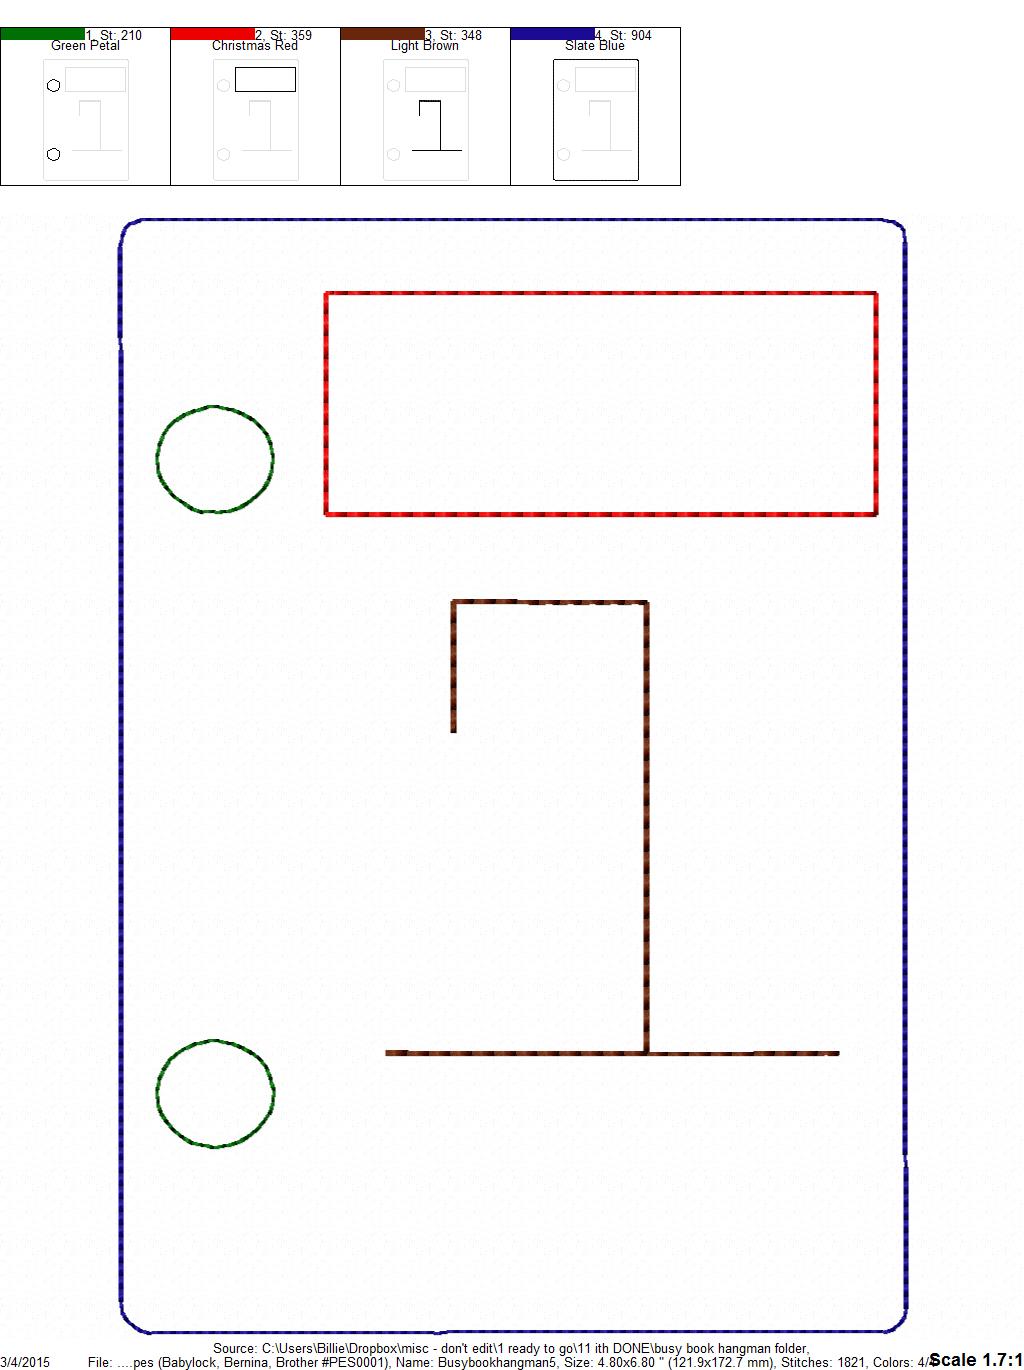 1, St: 210
Green Petal
2, St: 359
Christmas Red
3, St: 348
Light Brown
4, St: 904
Slate Blue
Source: C:\Users\Billie\Dropbox\misc - don't edit\1 ready to go\11 ith DONE\busy book hangman folder,
3/4/2015 File: ....pes (Babylock, Bernina, Brother #PES0001), Name: Busybookhangman5, Size: 4.80x6.80 " (121.9x172.7 mm), Stitches: 1821, Colors: 4/4 Scale 1.7:1